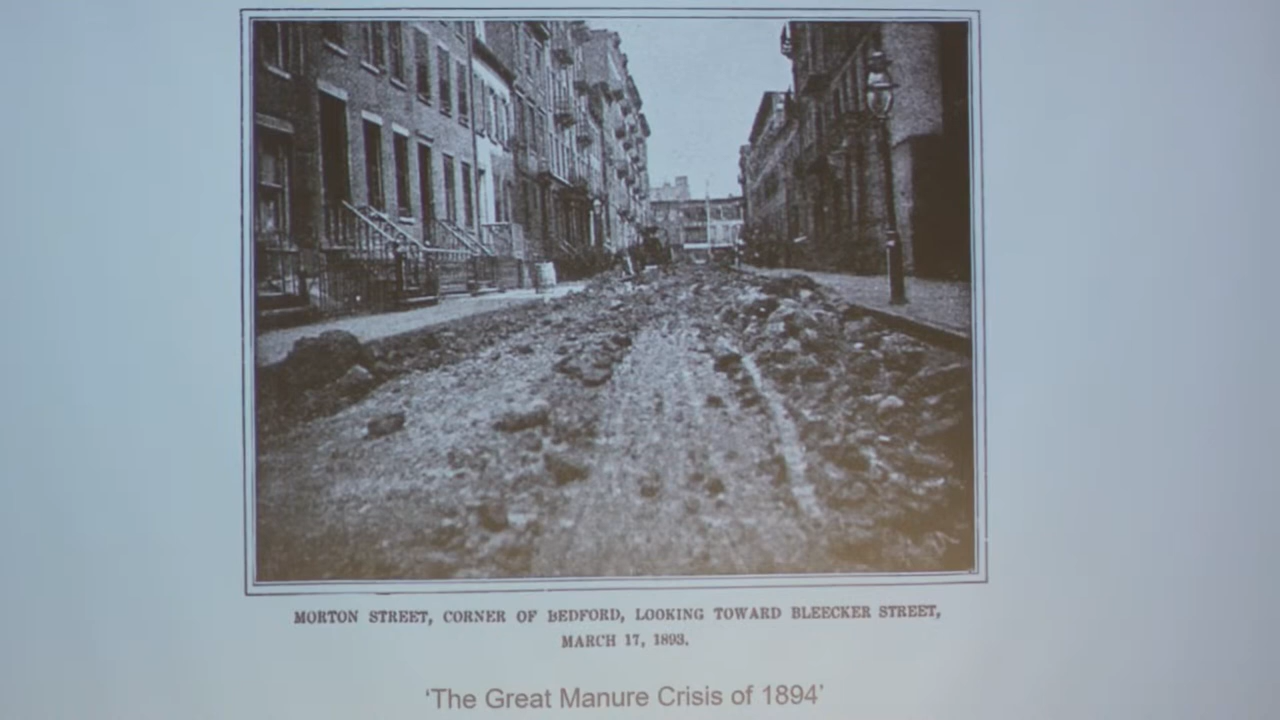 MORTON STREET, CORNER OF BEDFORD, LOOKING TOWARD BLEECKER STREET,
MARCH 17, 1893.
‘The Great Manure Crisis of 1894’